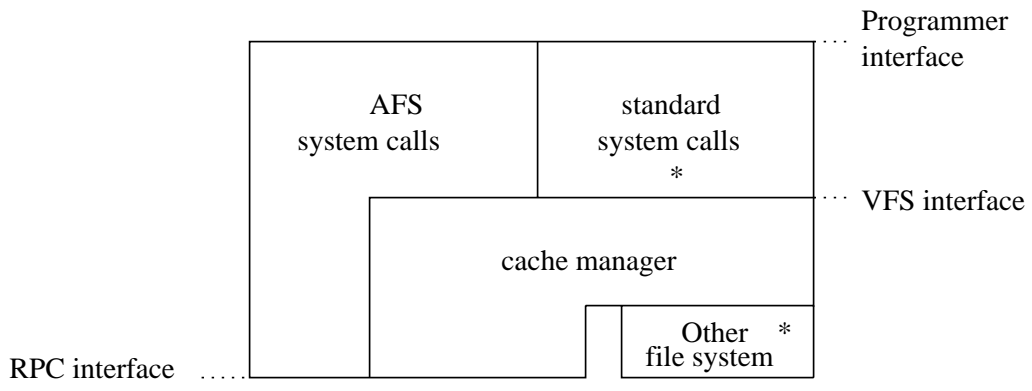 Programmer
interface
AFS
system calls
standard
system calls
*
VFS interface
cache manager
Other *
file system
RPC interface